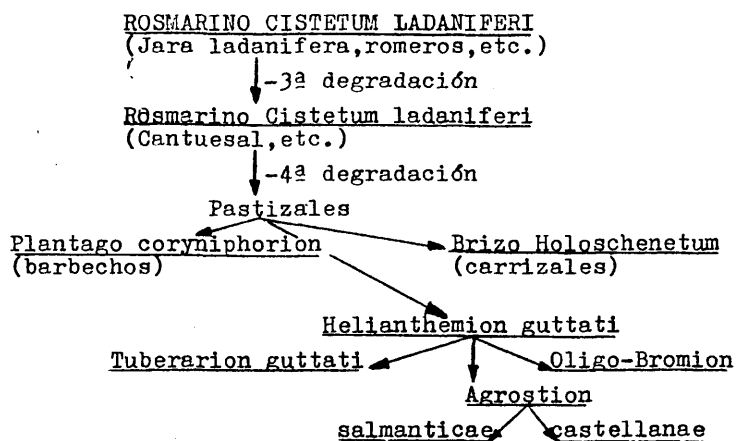 ROSMARINO CISTETUM LADANIFERI
(Jara ladanifera,romeros,etc.)
-3ª degradación
Rosmarino Cistetum ladaniferi
(Cantuesal,etc.)
-4ª degradación
Pastizales
Plantago coryniphorion Brizo Holoschenetum
(barbechos) (carrizales)
Helianthemion guttati
Tuberarion guttati Oligo-Bromion
Agrostion
salmanticae castellanae